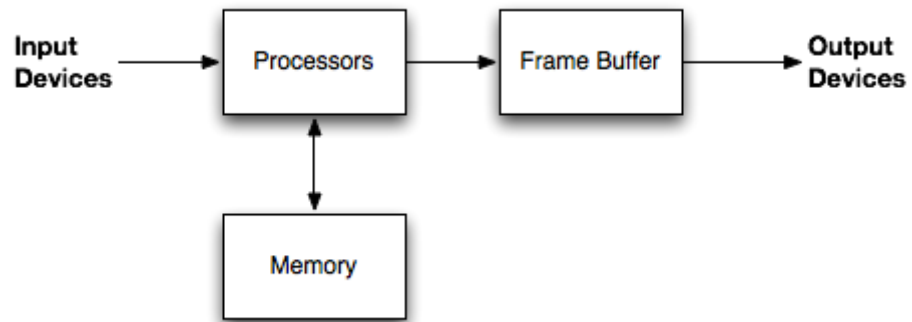 Input
Devices
Processors
Frame Buffer
Output
Devices
Memory